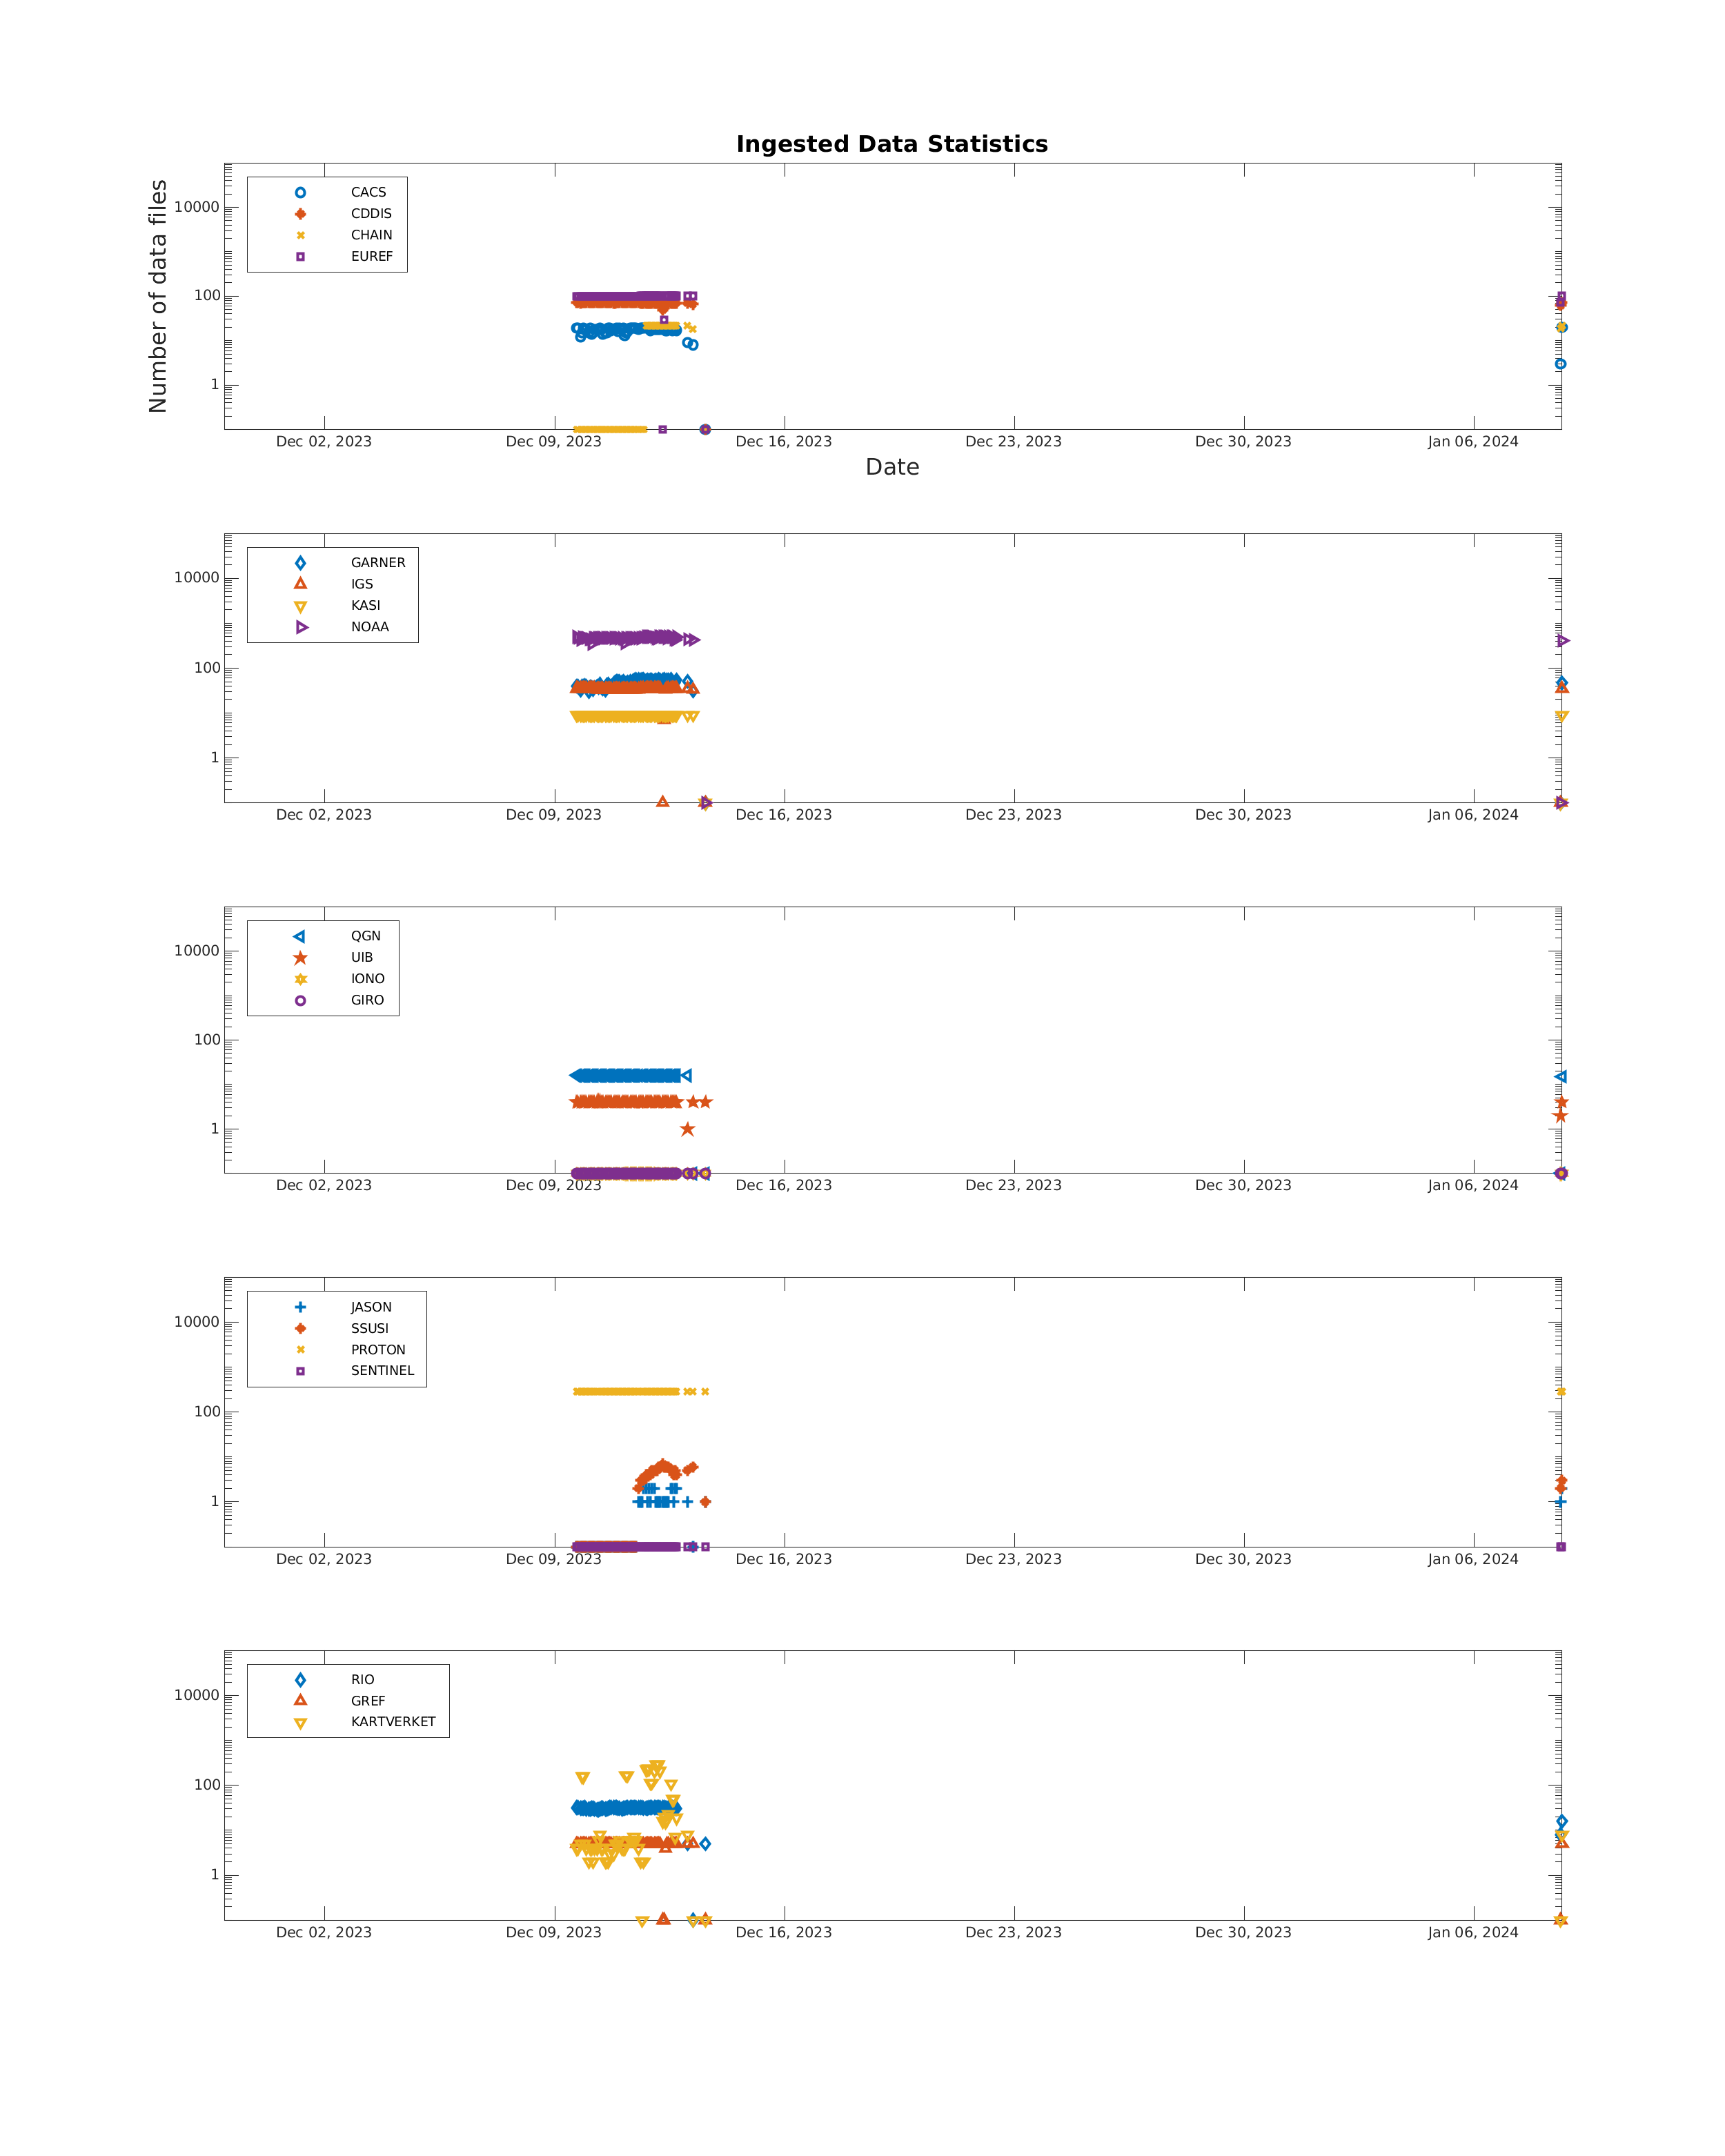 Ingested Data Statistics
Number of data files
10000
100
1
CACS
CDDIS
CHAIN
EUREF
Dec 02, 2023 Dec 09, 2023 Dec 16, 2023 Dec 23, 2023 Dec 30, 2023 Jan 06, 2024
Date
10000
100
1
GARNER
IGS
KASI
NOAA
Dec 02, 2023 Dec 09, 2023 Dec 16, 2023 Dec 23, 2023 Dec 30, 2023 Jan 06, 2024
10000
100
1
QGN
UIB
IONO
GIRO
Dec 02, 2023 Dec 09, 2023 Dec 16, 2023 Dec 23, 2023 Dec 30, 2023 Jan 06, 2024
10000
100
1
JASON
SSUSI
PROTON
SENTINEL
Dec 02, 2023 Dec 09, 2023 Dec 16, 2023 Dec 23, 2023 Dec 30, 2023 Jan 06, 2024
10000
100
1
RIO
GREF
KARTVERKET
Dec 02, 2023 Dec 09, 2023 Dec 16, 2023 Dec 23, 2023 Dec 30, 2023 Jan 06, 2024